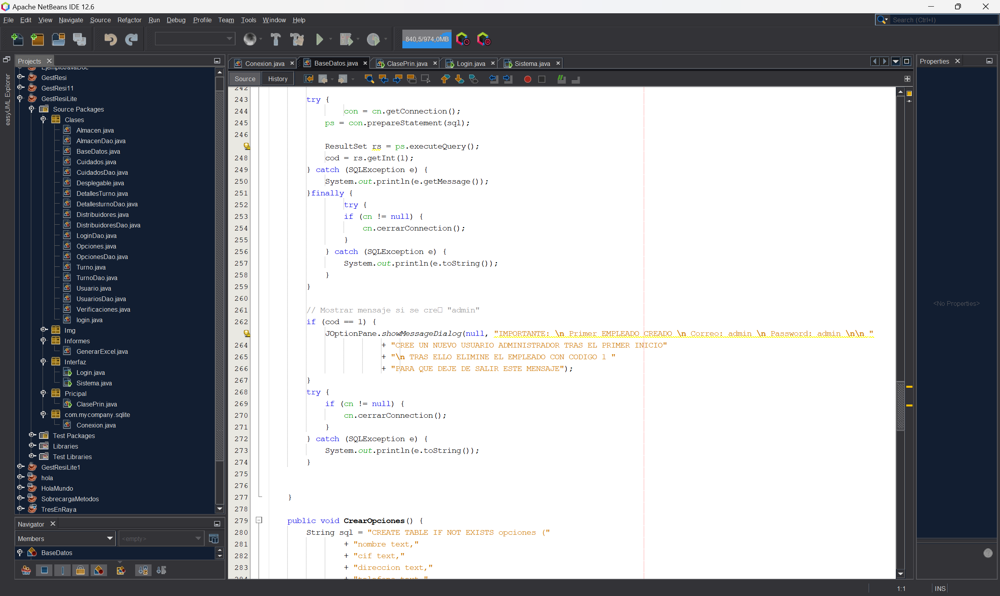 Apache NetBeans IDE 12.6
File Edit View Navigate Source Refactor Run Debug Profile Team Tools Window Help
Search (Ctrl+I)
840,5/974,0MB
easyUML Explorer
Projects
EjemploJavaDoc
GestResi
GestResi11
GestResiLite
Source Packages
Clases
Almacen.java
AlmacenDao.java
BaseDatos.java
Cuidados.java
CuidadosDao.java
Desplegable.java
DetallesTurno.java
DetallesturnoDao.java
Distribuidores.java
DistribuidoresDao.java
LoginDao.java
Opciones.java
OpcionesDao.java
Turno.java
TurnoDao.java
Usuario.java
UsuariosDao.java
Verificaciones.java
login.java
Img
Informes
GenerarExcel.java
Interfaz
Login.java
Sistema.java
Pricipal
ClasePrin.java
com.mycompany.sqlite
Conexion.java
Test Packages
Libraries
Test Libraries
GestResiLite1
hola
HolaMundo
SobrecargaMetodos
TresEnRaya
Navigator
Members
<empty>
BaseDatos
Conexion.java BaseDatos.java ClasePrin.java Login.java Sistema.java
Source History
242
243 try {
244 con = cn.getConnection();
245 ps = con.prepareStatement(sql);
246
ResultSet rs = ps.executeQuery();
248 cod = rs.getInt(1);
249 } catch (SQLException e) {
250 System.out.println(e.getMessage());
251 }finally {
252 try {
253 if (cn != null) {
254 cn.cerrarConnection();
255 }
256 } catch (SQLException e) {
257 System.out.println(e.toString());
258 }
259 }
260
261 // Mostrar mensaje si se cre□ "admin"
262 if (cod == 1) {
JOptionPane.showMessageDialog(null, "IMPORTANTE: \n Primer EMPLEADO CREADO \n Correo: admin \n Password: admin \n\n "
264 + "CREE UN NUEVO USUARIO ADMINISTRADOR TRAS EL PRIMER INICIO"
265 + "\n TRAS ELLO ELIMINE EL EMPLEADO CON CODIGO 1 "
266 + "PARA QUE DEJE DE SALIR ESTE MENSAJE");
267 }
268 try {
269 if (cn != null) {
270 cn.cerrarConnection();
271 }
272 } catch (SQLException e) {
273 System.out.println(e.toString());
274 }
275
276
277 }
278
279 public void CrearOpciones() {
280 String sql = "CREATE TABLE IF NOT EXISTS opciones ("
281 + "nombre text,"
282 + "cif text,"
283 + "direccion text,"
284 + "telefono text,"
Properties
<No Properties>
1:1 INS